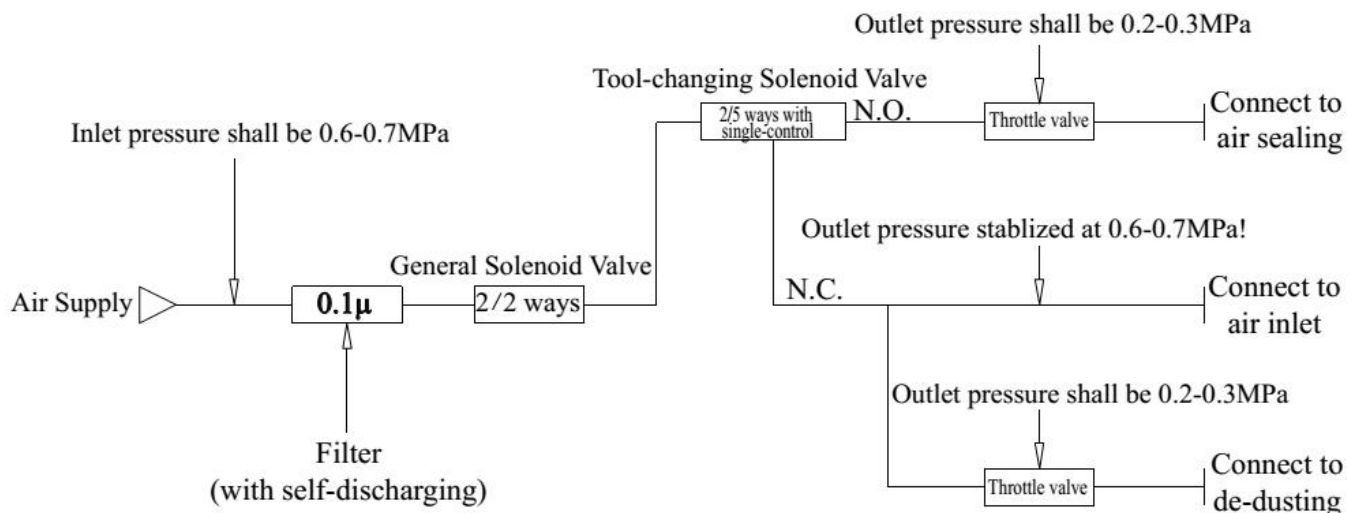 Outlet pressure shall be 0.2-0.3MPa
Tool-changing Solenoid Valve
Inlet pressure shall be 0.6-0.7MPa
2/5 ways with
single-control
N.O.
Throttle valve
Connect to
air sealing
Outlet pressure stablized at 0.6-0.7MPa!
General Solenoid Valve
Air Supply
0.1μ
2/2 ways
N.C.
Connect to
air inlet
Outlet pressure shall be 0.2-0.3MPa
Filter
(with self-discharging)
Throttle valve
Connect to
de-dusting